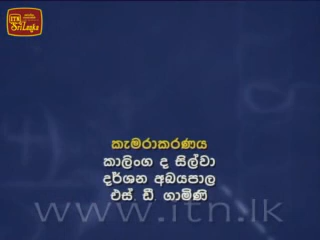 ITN
Sri Lanka
කැමරාකරණය
කාලිංග ද සිල්වා
දර්ශන අබයපාල
එස්. ඩී. ගාමිණි
www.itn.lk